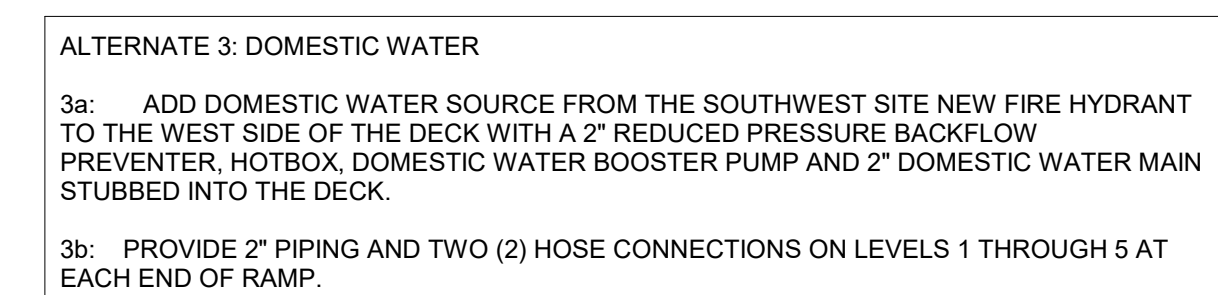 ALTERNATE 3: DOMESTIC WATER
3a: ADD DOMESTIC WATER SOURCE FROM THE SOUTHWEST SITE NEW FIRE HYDRANT
TO THE WEST SIDE OF THE DECK WITH A 2" REDUCED PRESSURE BACKFLOW
PREVENTER, HOTBOX, DOMESTIC WATER BOOSTER PUMP AND 2" DOMESTIC WATER MAIN
STUBBED INTO THE DECK.
3b: PROVIDE 2" PIPING AND TWO (2) HOSE CONNECTIONS ON LEVELS 1 THROUGH 5 AT
EACH END OF RAMP.